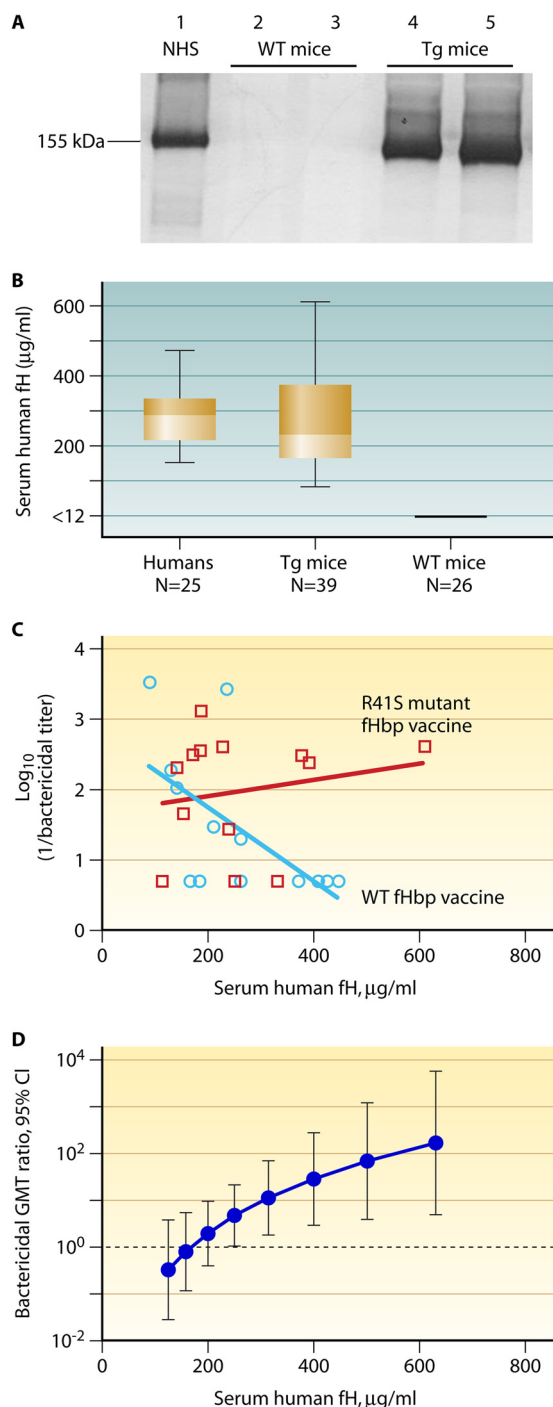 A
1 2 3 4 5
NHS WT mice Tg mice
155 kDa
B
Serum human fH (μg/ml)
600
400
200
<12
Humans Tg mice WT mice
N=25 N=39 N=26
C
Log10
(1/bactericidal titer)
4
3
2
1
0
R41S mutant
fHbp vaccine
WT fHbp vaccine
0 200 400 600 800
Serum human fH, μg/ml
D
Bactericidal GMT ratio, 95% CI
10^4
10^2
10^0
10^-2
0 200 400 600 800
Serum human fH, μg/ml